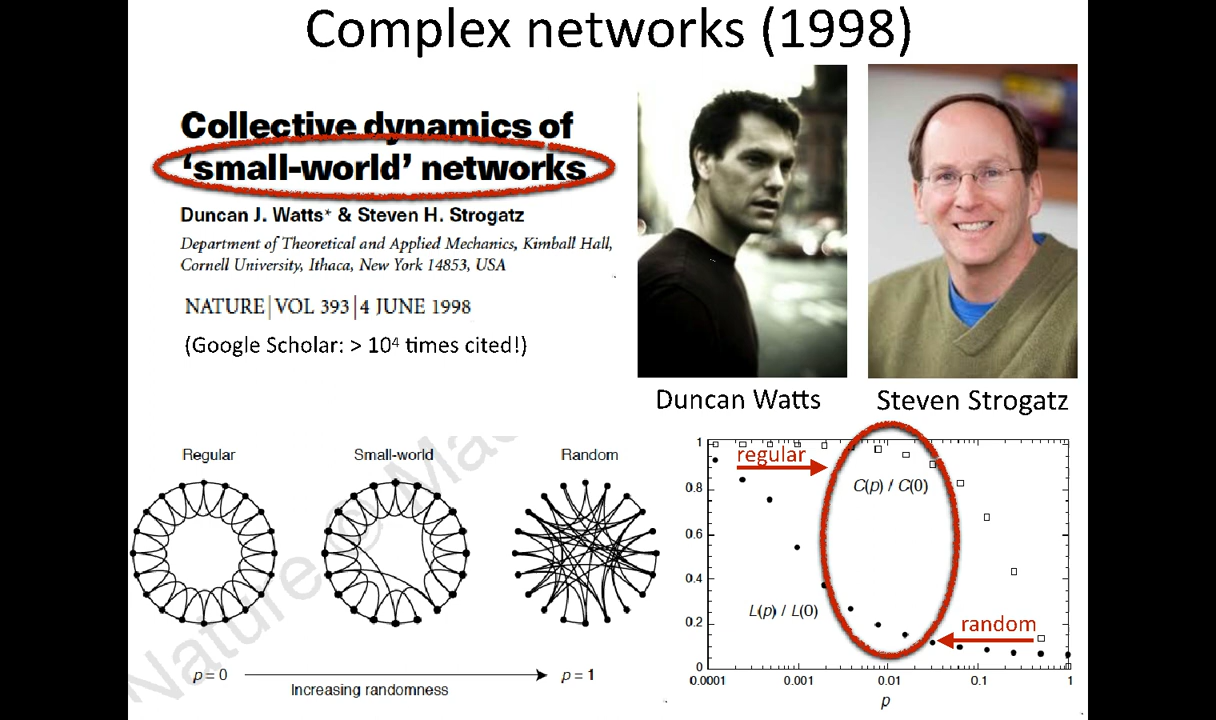 Complex networks (1998)
Collective dynamics of
‘small-world’ networks
Duncan J. Watts* & Steven H. Strogatz
Department of Theoretical and Applied Mechanics, Kimball Hall,
Cornell University, Ithaca, New York 14853, USA
NATURE|VOL 393|4 JUNE 1998
(Google Scholar: > 10⁴ times cited!)
Duncan Watts
Steven Strogatz
Regular
Small-world
Random
Nature © Ma
p = 0
p = 1
Increasing randomness
1
0.8
0.6
0.4
0.2
0
regular
C(p) / C(0)
L(p) / L(0)
random
0.0001
0.001
0.01
0.1
1
p